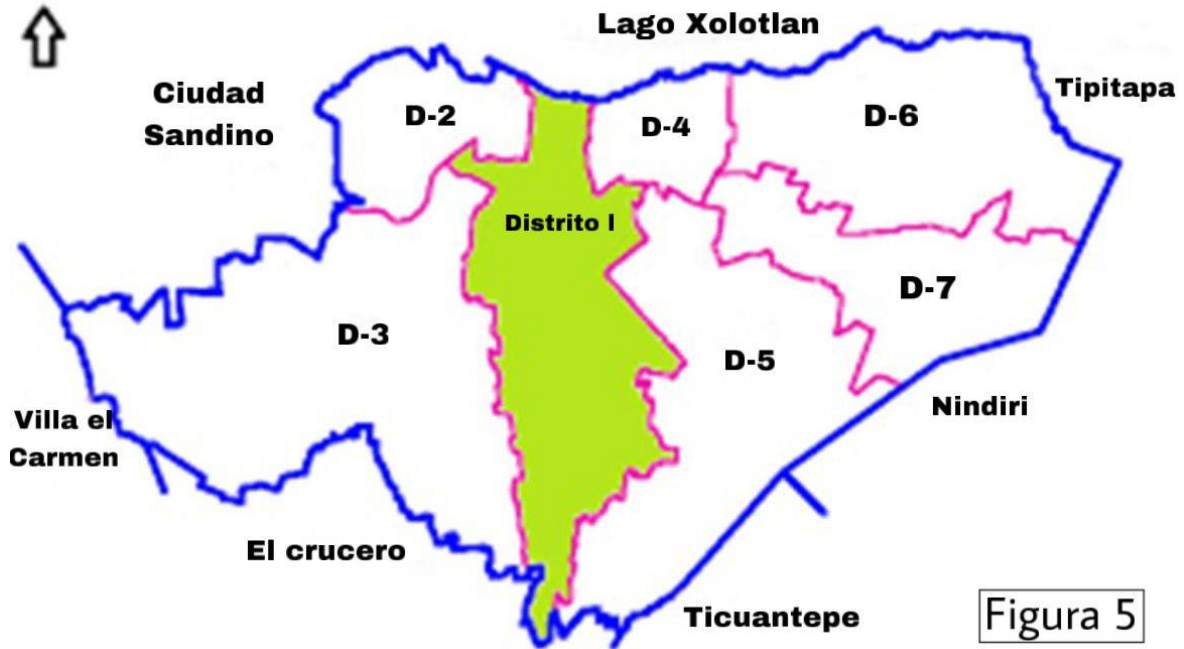 Lago Xolotlan
Ciudad
Sandino
Tipitapa
D-2
D-4
D-6
Distrito I
D-7
D-3
D-5
Villa el
Carmen
Nindiri
El crucero
Ticuantepe
Figura 5